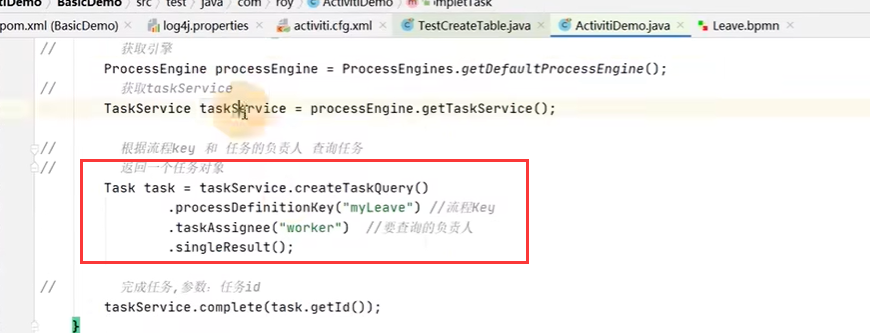 BasicDemo src test java com roy ActivitiDemo
pom.xml (BasicDemo) log4j.properties activiti.cfg.xml TestCreateTable.java ActivitiDemo.java Leave.bpmn
// 获取引擎
ProcessEngine processEngine = ProcessEngines.getDefaultProcessEngine();
// 获取taskService
TaskService taskService = processEngine.getTaskService();
// 根据流程key 和 任务的负责人 查询任务
// 返回一个任务对象
Task task = taskService.createTaskQuery()
.processDefinitionKey("myLeave") //流程Key
.taskAssignee("worker") //要查询的负责人
.singleResult();
// 完成任务,参数：任务id
taskService.complete(task.getId());
}